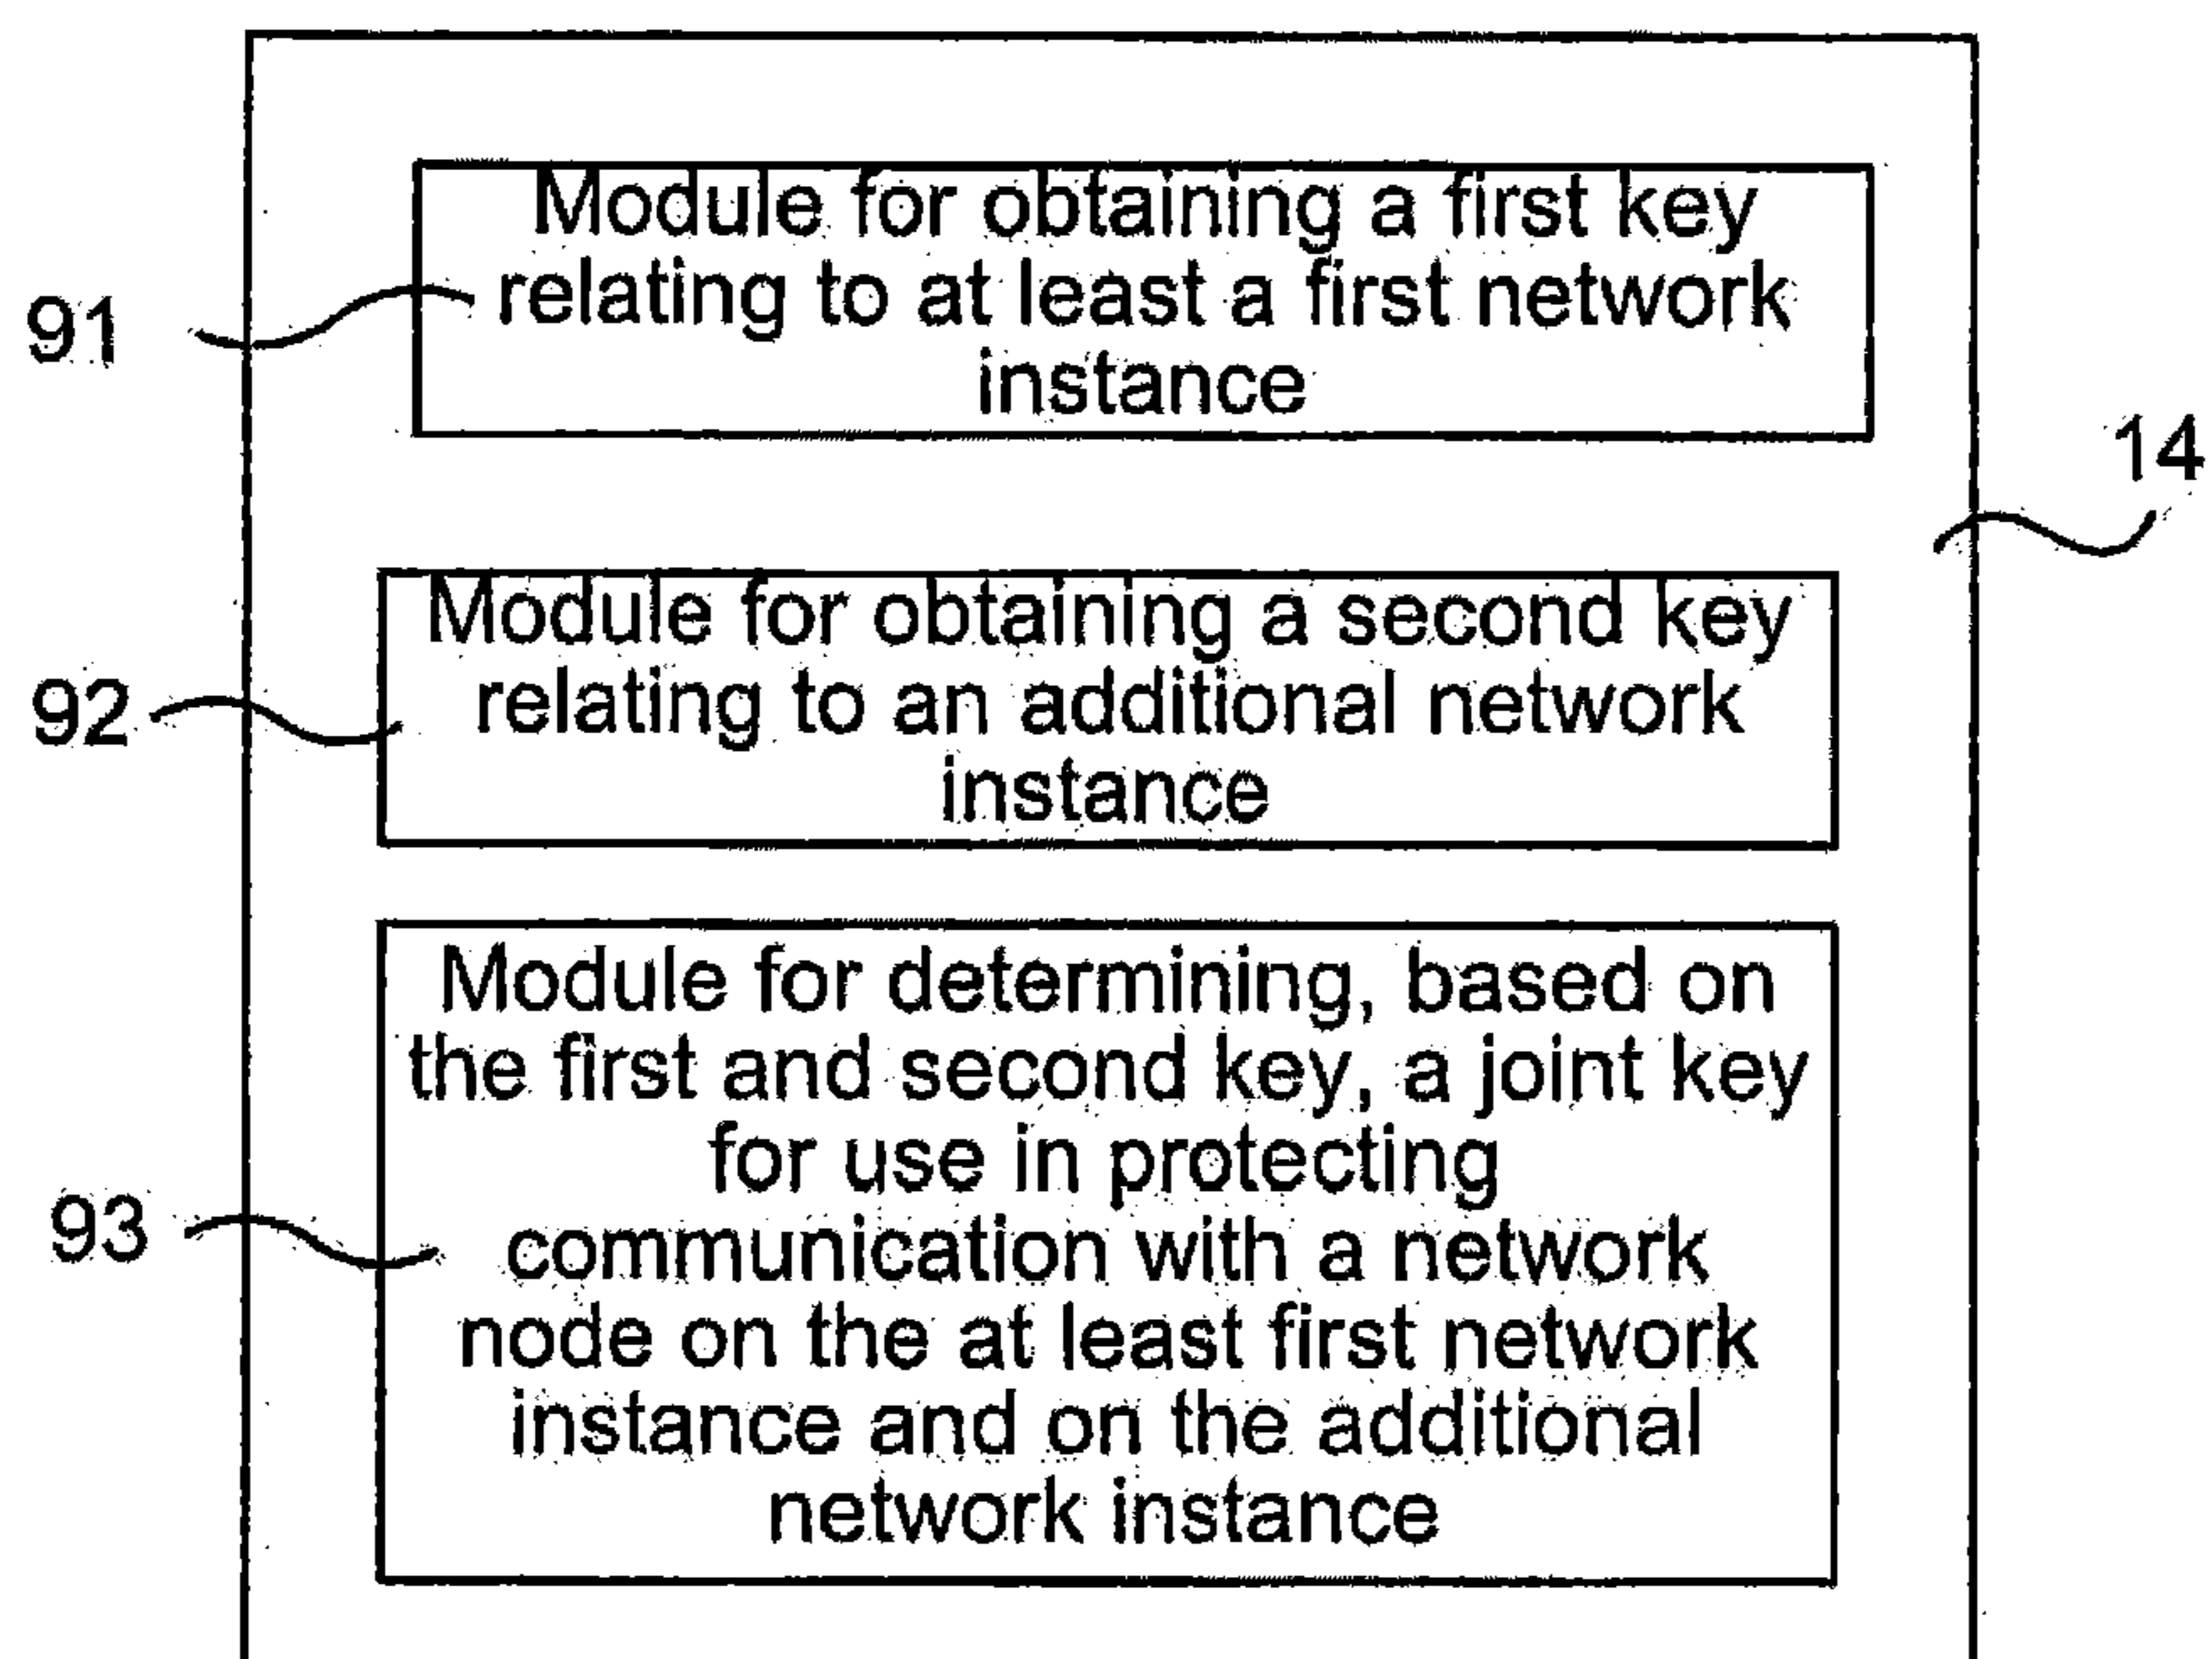 Module for obtaining a first key
relating to at least a first network
instance
91
14
Module for obtaining a second key
relating to an additional network
instance
92
Module for determining, based on
the first and second key, a joint key
for use in protecting
communication with a network
node on the at least first network
instance and on the additional
network instance
93